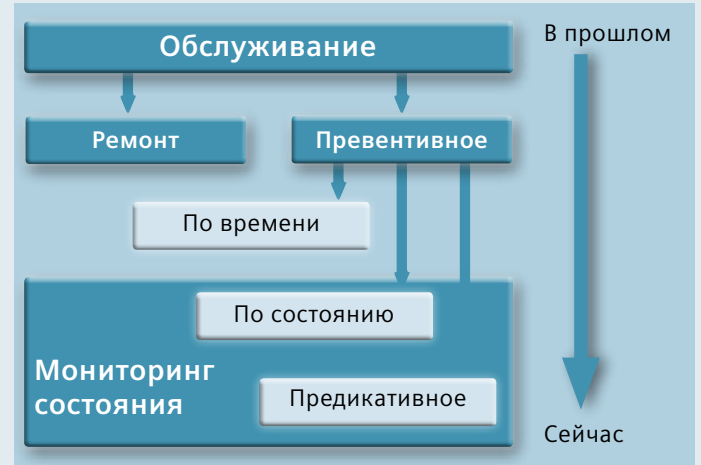 Обслуживание
В прошлом
Ремонт
Превентивное
По времени
По состоянию
Мониторинг
состояния
Предикативное
Сейчас